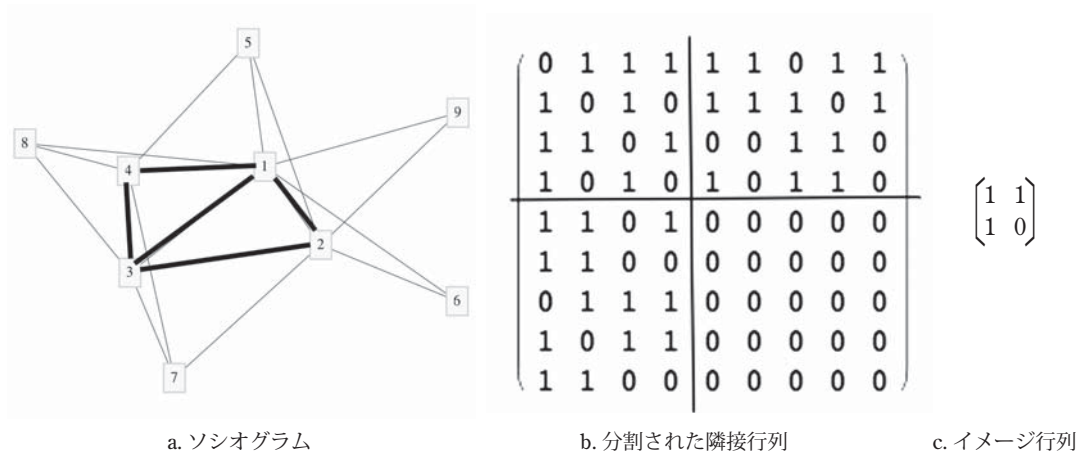 5
9
8
4
1
2
3
6
7
0 1 1 1 1 1 0 1 1
1 0 1 0 1 1 1 0 1
1 1 0 1 0 0 1 1 0
1 0 1 0 1 0 1 1 0
1 1 0 1 0 0 0 0 0
1 1 0 0 0 0 0 0 0
0 1 1 1 0 0 0 0 0
1 0 1 1 0 0 0 0 0
1 1 0 0 0 0 0 0 0
1 1
1 0
a. ソシオグラム
b. 分割された隣接行列
c. イメージ行列